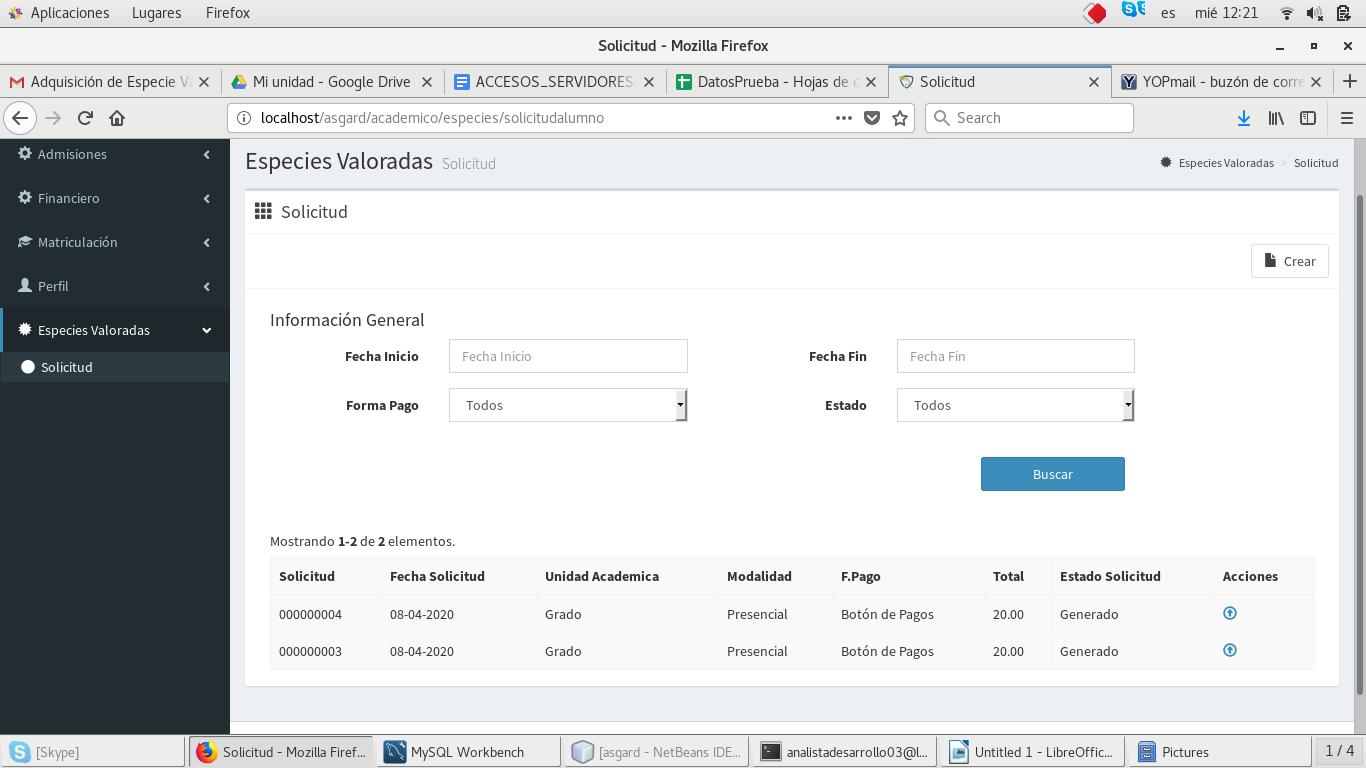 Aplicaciones Lugares Firefox es mié 12:21
Solicitud - Mozilla Firefox
Adquisición de Especie Va Mi unidad - Google Drive ACCESOS_SERVIDORES. DatosPrueba - Hojas de c Solicitud YOPmail - buzón de corre
localhost/asgard/academico/especies/solicitudalumno Search
Admisiones
Financiero
Matriculación
Perfil
Especies Valoradas
Solicitud
Especies Valoradas Solicitud Especies Valoradas > Solicitud
Solicitud
Crear
Información General
Fecha Inicio Fecha Inicio Fecha Fin Fecha Fin
Forma Pago Todos Estado Todos
Buscar
Mostrando 1-2 de 2 elementos.
Solicitud Fecha Solicitud Unidad Academica Modalidad F.Pago Total Estado Solicitud Acciones
000000004 08-04-2020 Grado Presencial Botón de Pagos 20.00 Generado
000000003 08-04-2020 Grado Presencial Botón de Pagos 20.00 Generado
[Skype] Solicitud - Mozilla Firef... MySQL Workbench [asgard - NetBeans IDE... analistadesarrollo03@l... Untitled 1 - LibreOffic... Pictures 1 / 4